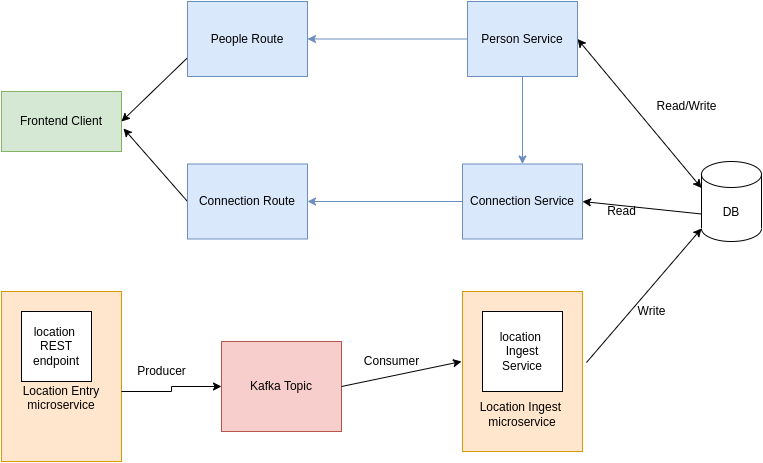 People Route
Person Service
Read/Write
Frontend Client
Connection Route
Connection Service
Read
DB
location
REST
endpoint
Location Entry
microservice
Producer
Kafka Topic
Consumer
location
Ingest
Service
Location Ingest
microservice
Write